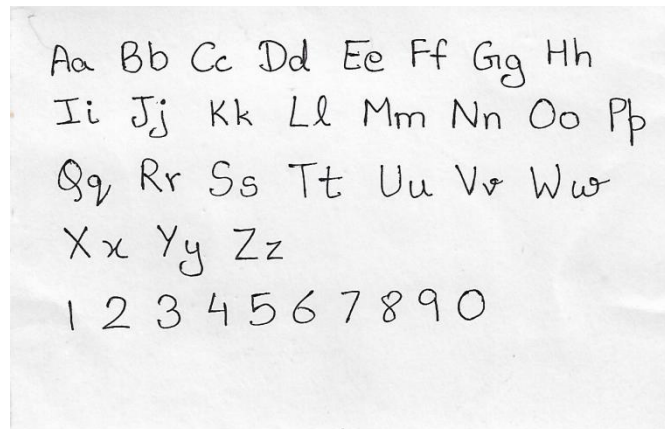 Aa Bb Cc Dd Ee Ff Gg Hh
Ii Jj Kk Ll Mm Nn Oo Pp
Qq Rr Ss Tt Uu Vv Ww
Xx Yy Zz
1 2 3 4 5 6 7 8 9 0